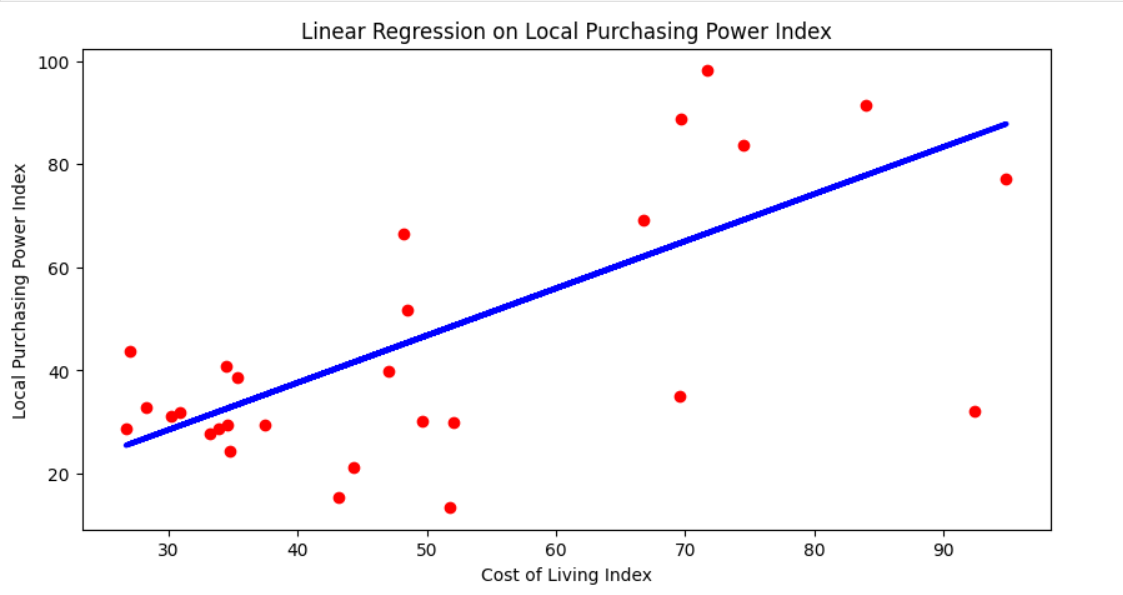 Linear Regression on Local Purchasing Power Index
Local Purchasing Power Index
100
80
60
40
20
30 40 50 60 70 80 90
Cost of Living Index